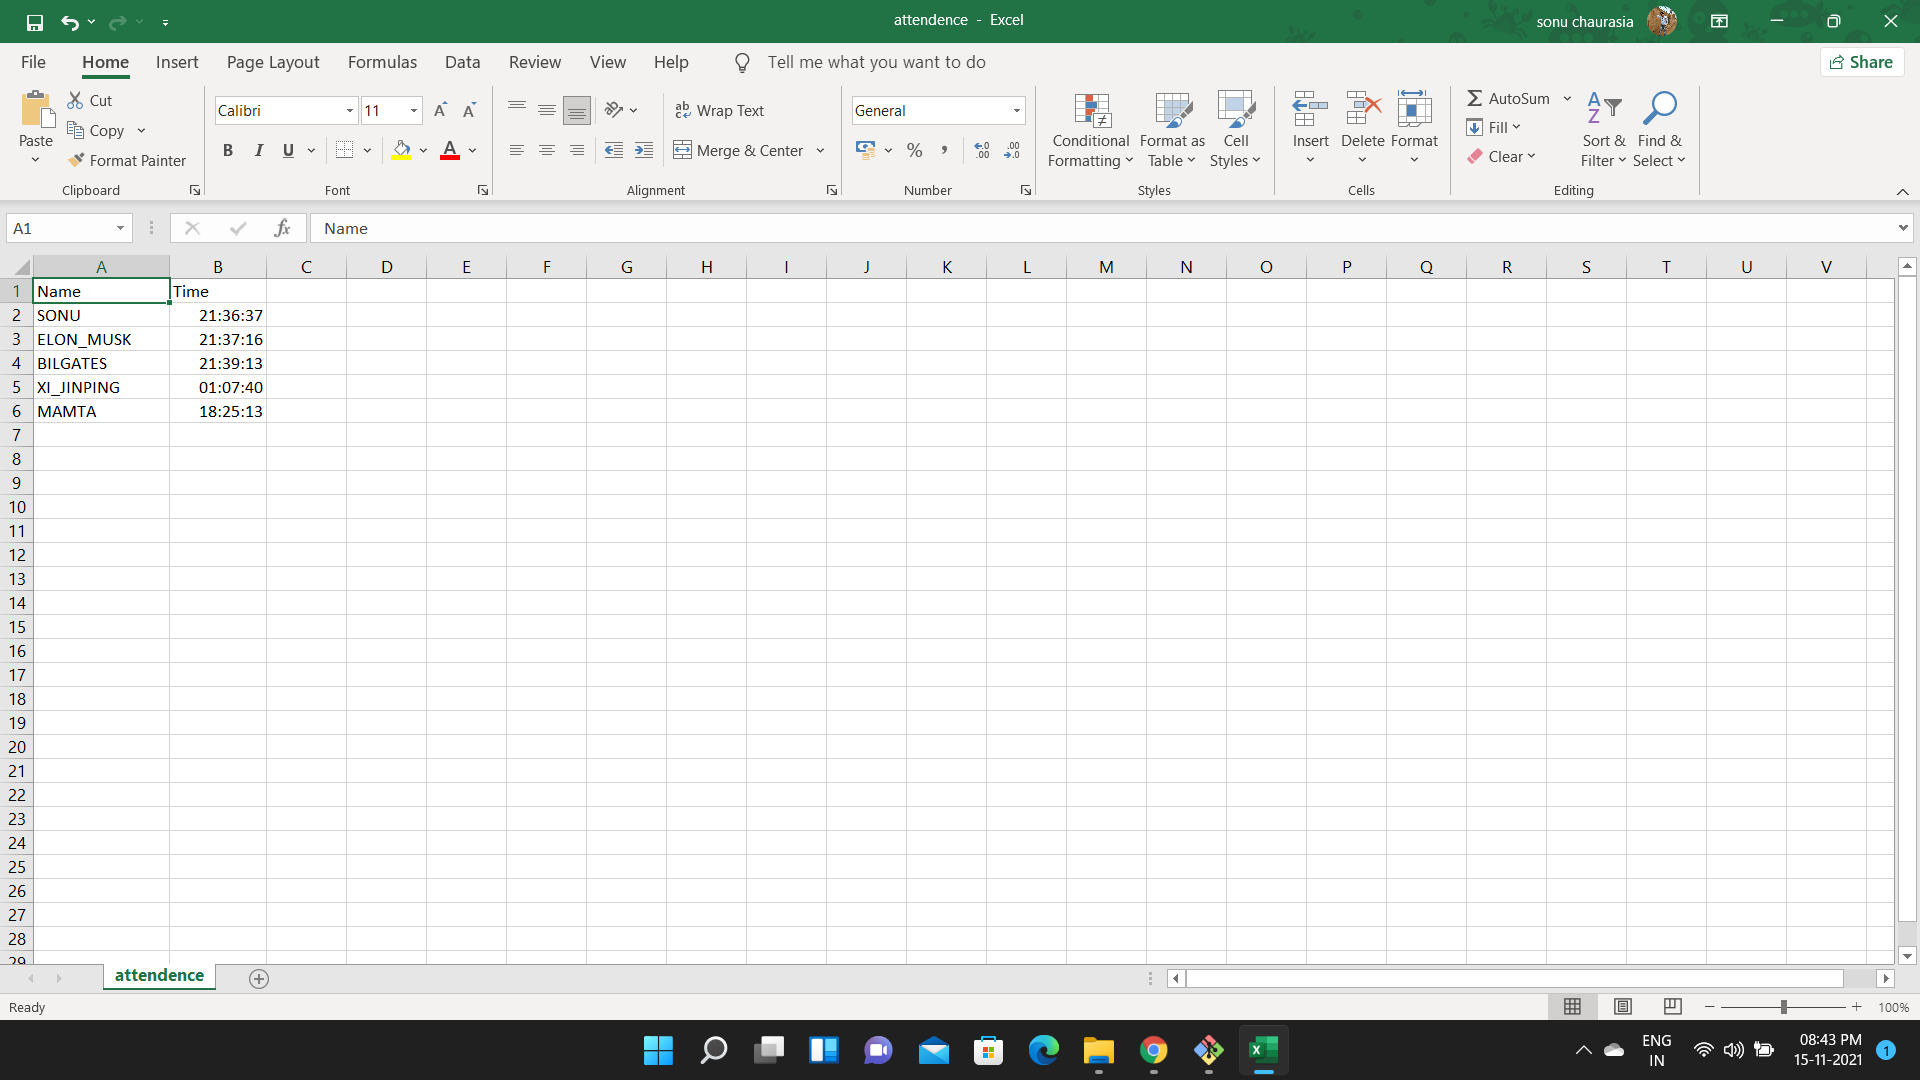 attendence - Excel
sonu chaurasia
File Home Insert Page Layout Formulas Data Review View Help Tell me what you want to do Share
Paste
Cut
Copy
Format Painter
Clipboard
Calibri 11
B I U
Font
Wrap Text
Merge & Center
Alignment
General
Number
Conditional
Formatting
Format as
Table
Cell
Styles
Styles
Insert Delete Format
Cells
AutoSum
Fill
Clear
Sort &
Filter
Find &
Select
Editing
A1 fx Name
A B C D E F G H I J K L M N O P Q R S T U V
1 Name Time
2 SONU 21:36:37
3 ELON_MUSK 21:37:16
4 BILGATES 21:39:13
5 XI_JINPING 01:07:40
6 MAMTA 18:25:13
7
8
9
10
11
12
13
14
15
16
17
18
19
20
21
22
23
24
25
26
27
28
29
attendence
Ready 100%
ENG
IN
08:43 PM
15-11-2021
1